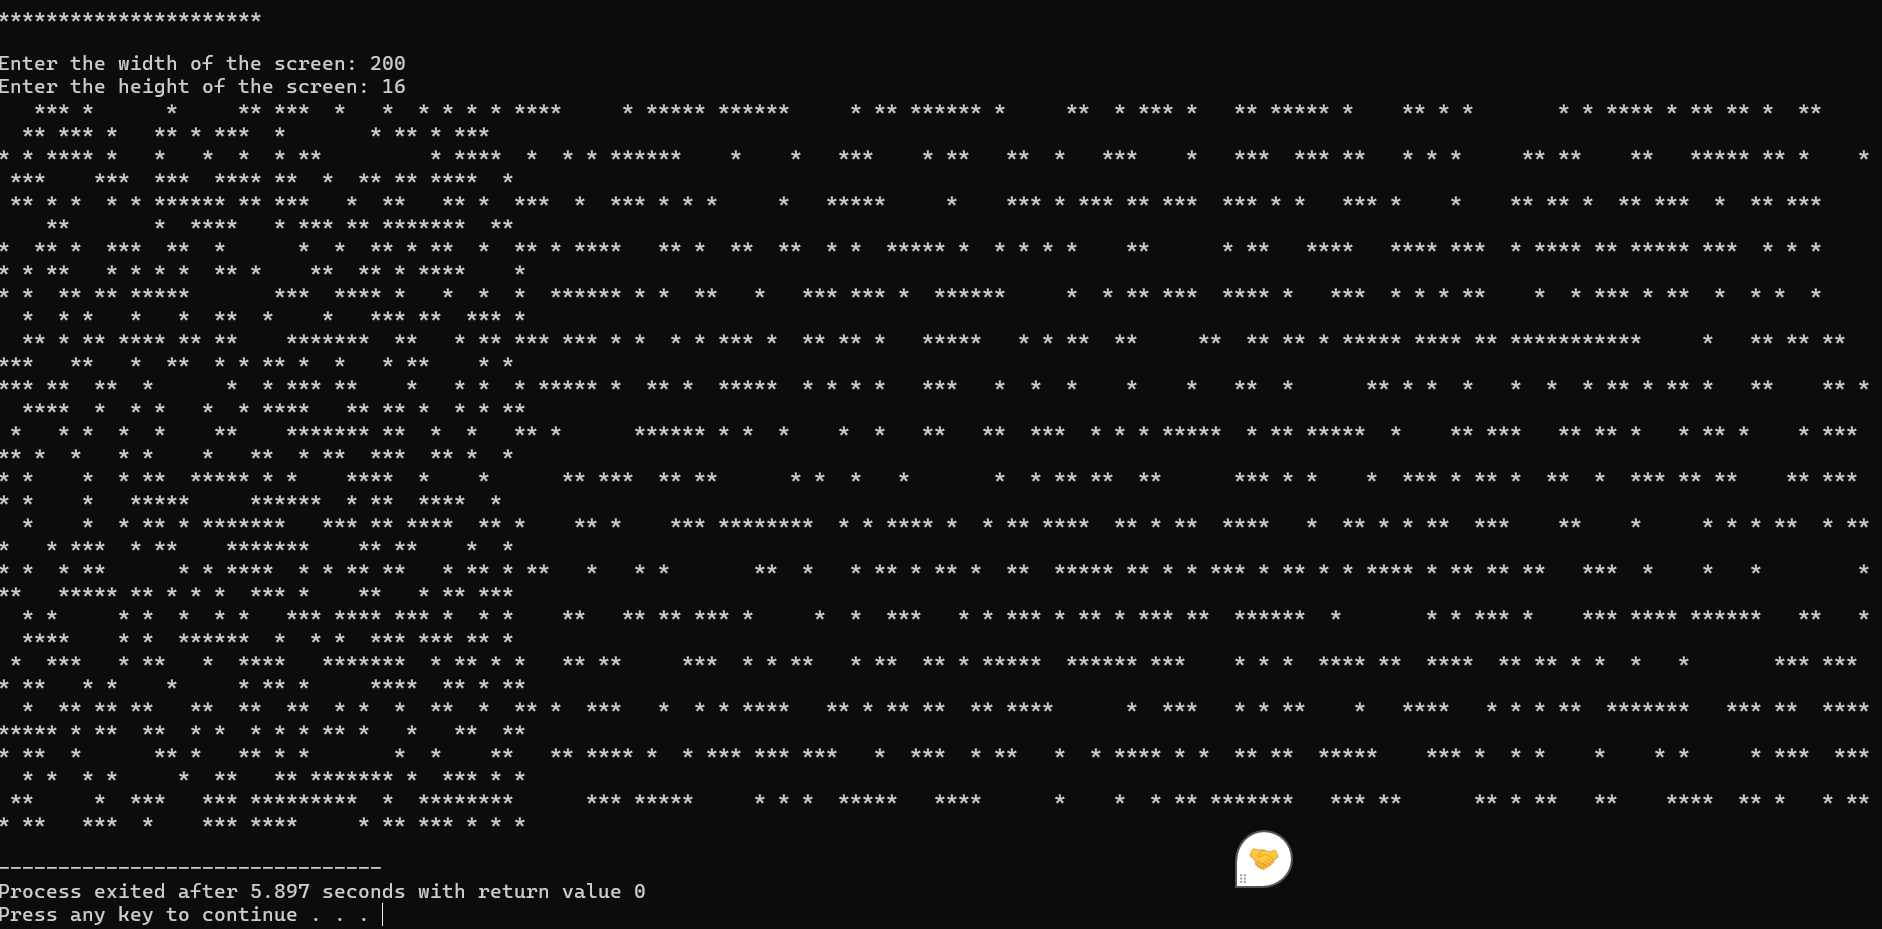 **********************
Enter the width of the screen: 200
Enter the height of the screen: 16
--------------------------------
Process exited after 5.897 seconds with return value 0
Press any key to continue . . .